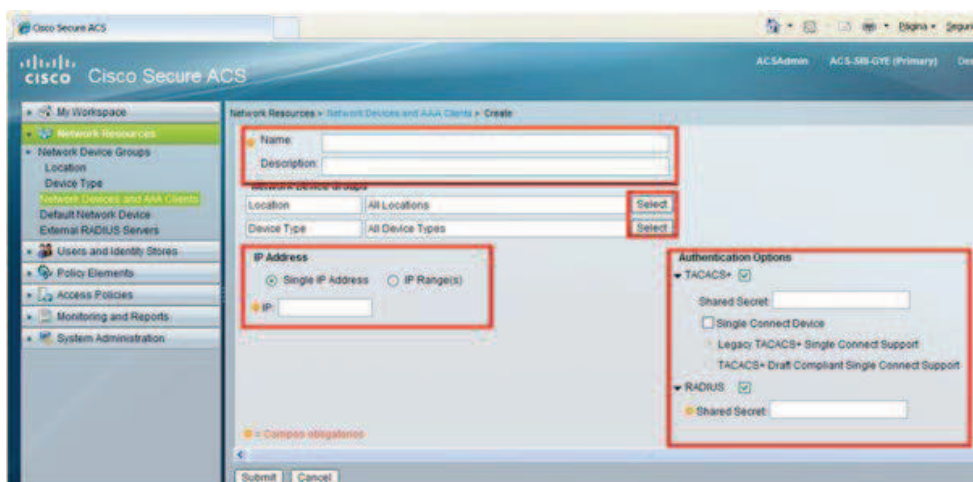 Cisco Secure ACS
Página
CISCO Cisco Secure ACS
ACSAdmin ACS-SIB-GYE (Primary)
My Workspace
Network Resources
Network Device Groups
Location
Device Type
Network Devices and AAA Clients
Default Network Device
External RADIUS Servers
Users and Identity Stores
Policy Elements
Access Policies
Monitoring and Reports
System Administration
Network Resources > Network Devices and AAA Clients > Create
Name:
Description:
Network Device Groups
Location All Locations Select
Device Type All Device Types Select
IP Address
Single IP Address IP Range(s)
IP:
Authentication Options
TACACS+
Shared Secret:
Single Connect Device
Legacy TACACS+ Single Connect Support
TACACS+ Draft Compliant Single Connect Support
RADIUS
Shared Secret:
= Campos obligatorios
Submit Cancel